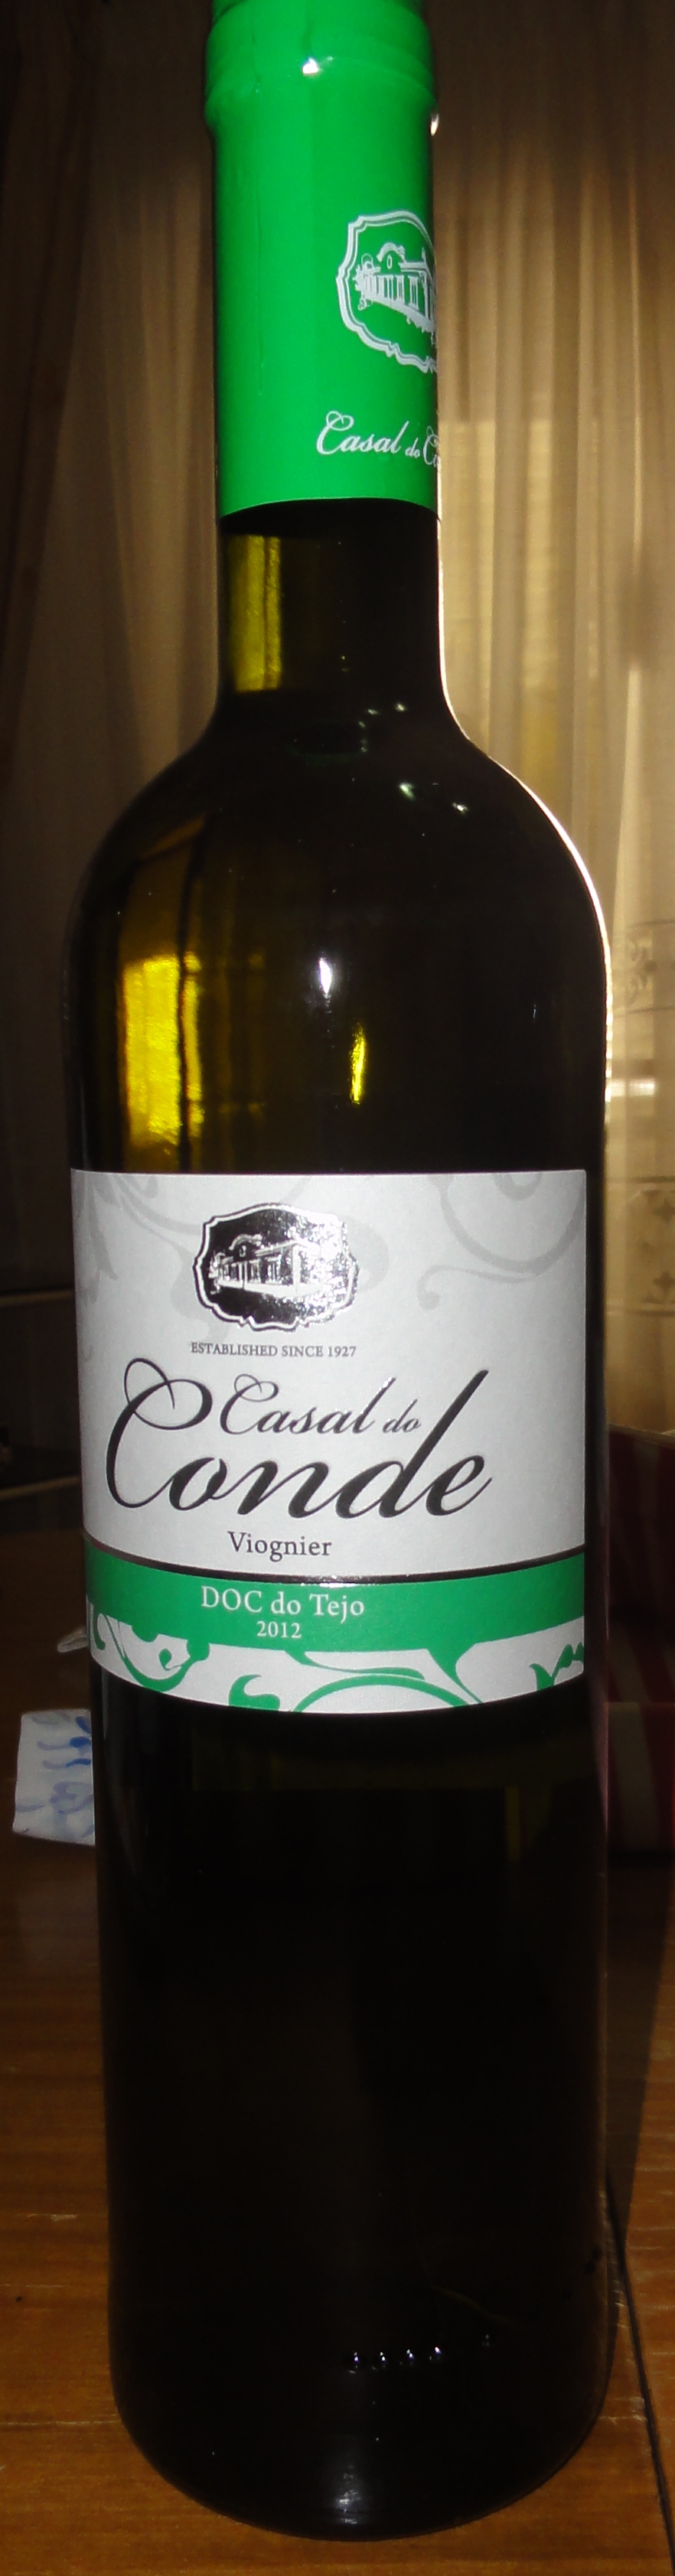 Casal do
ESTABLISHED SINCE 1927
Casal do
Conde
Viognier
DOC do Tejo
2012